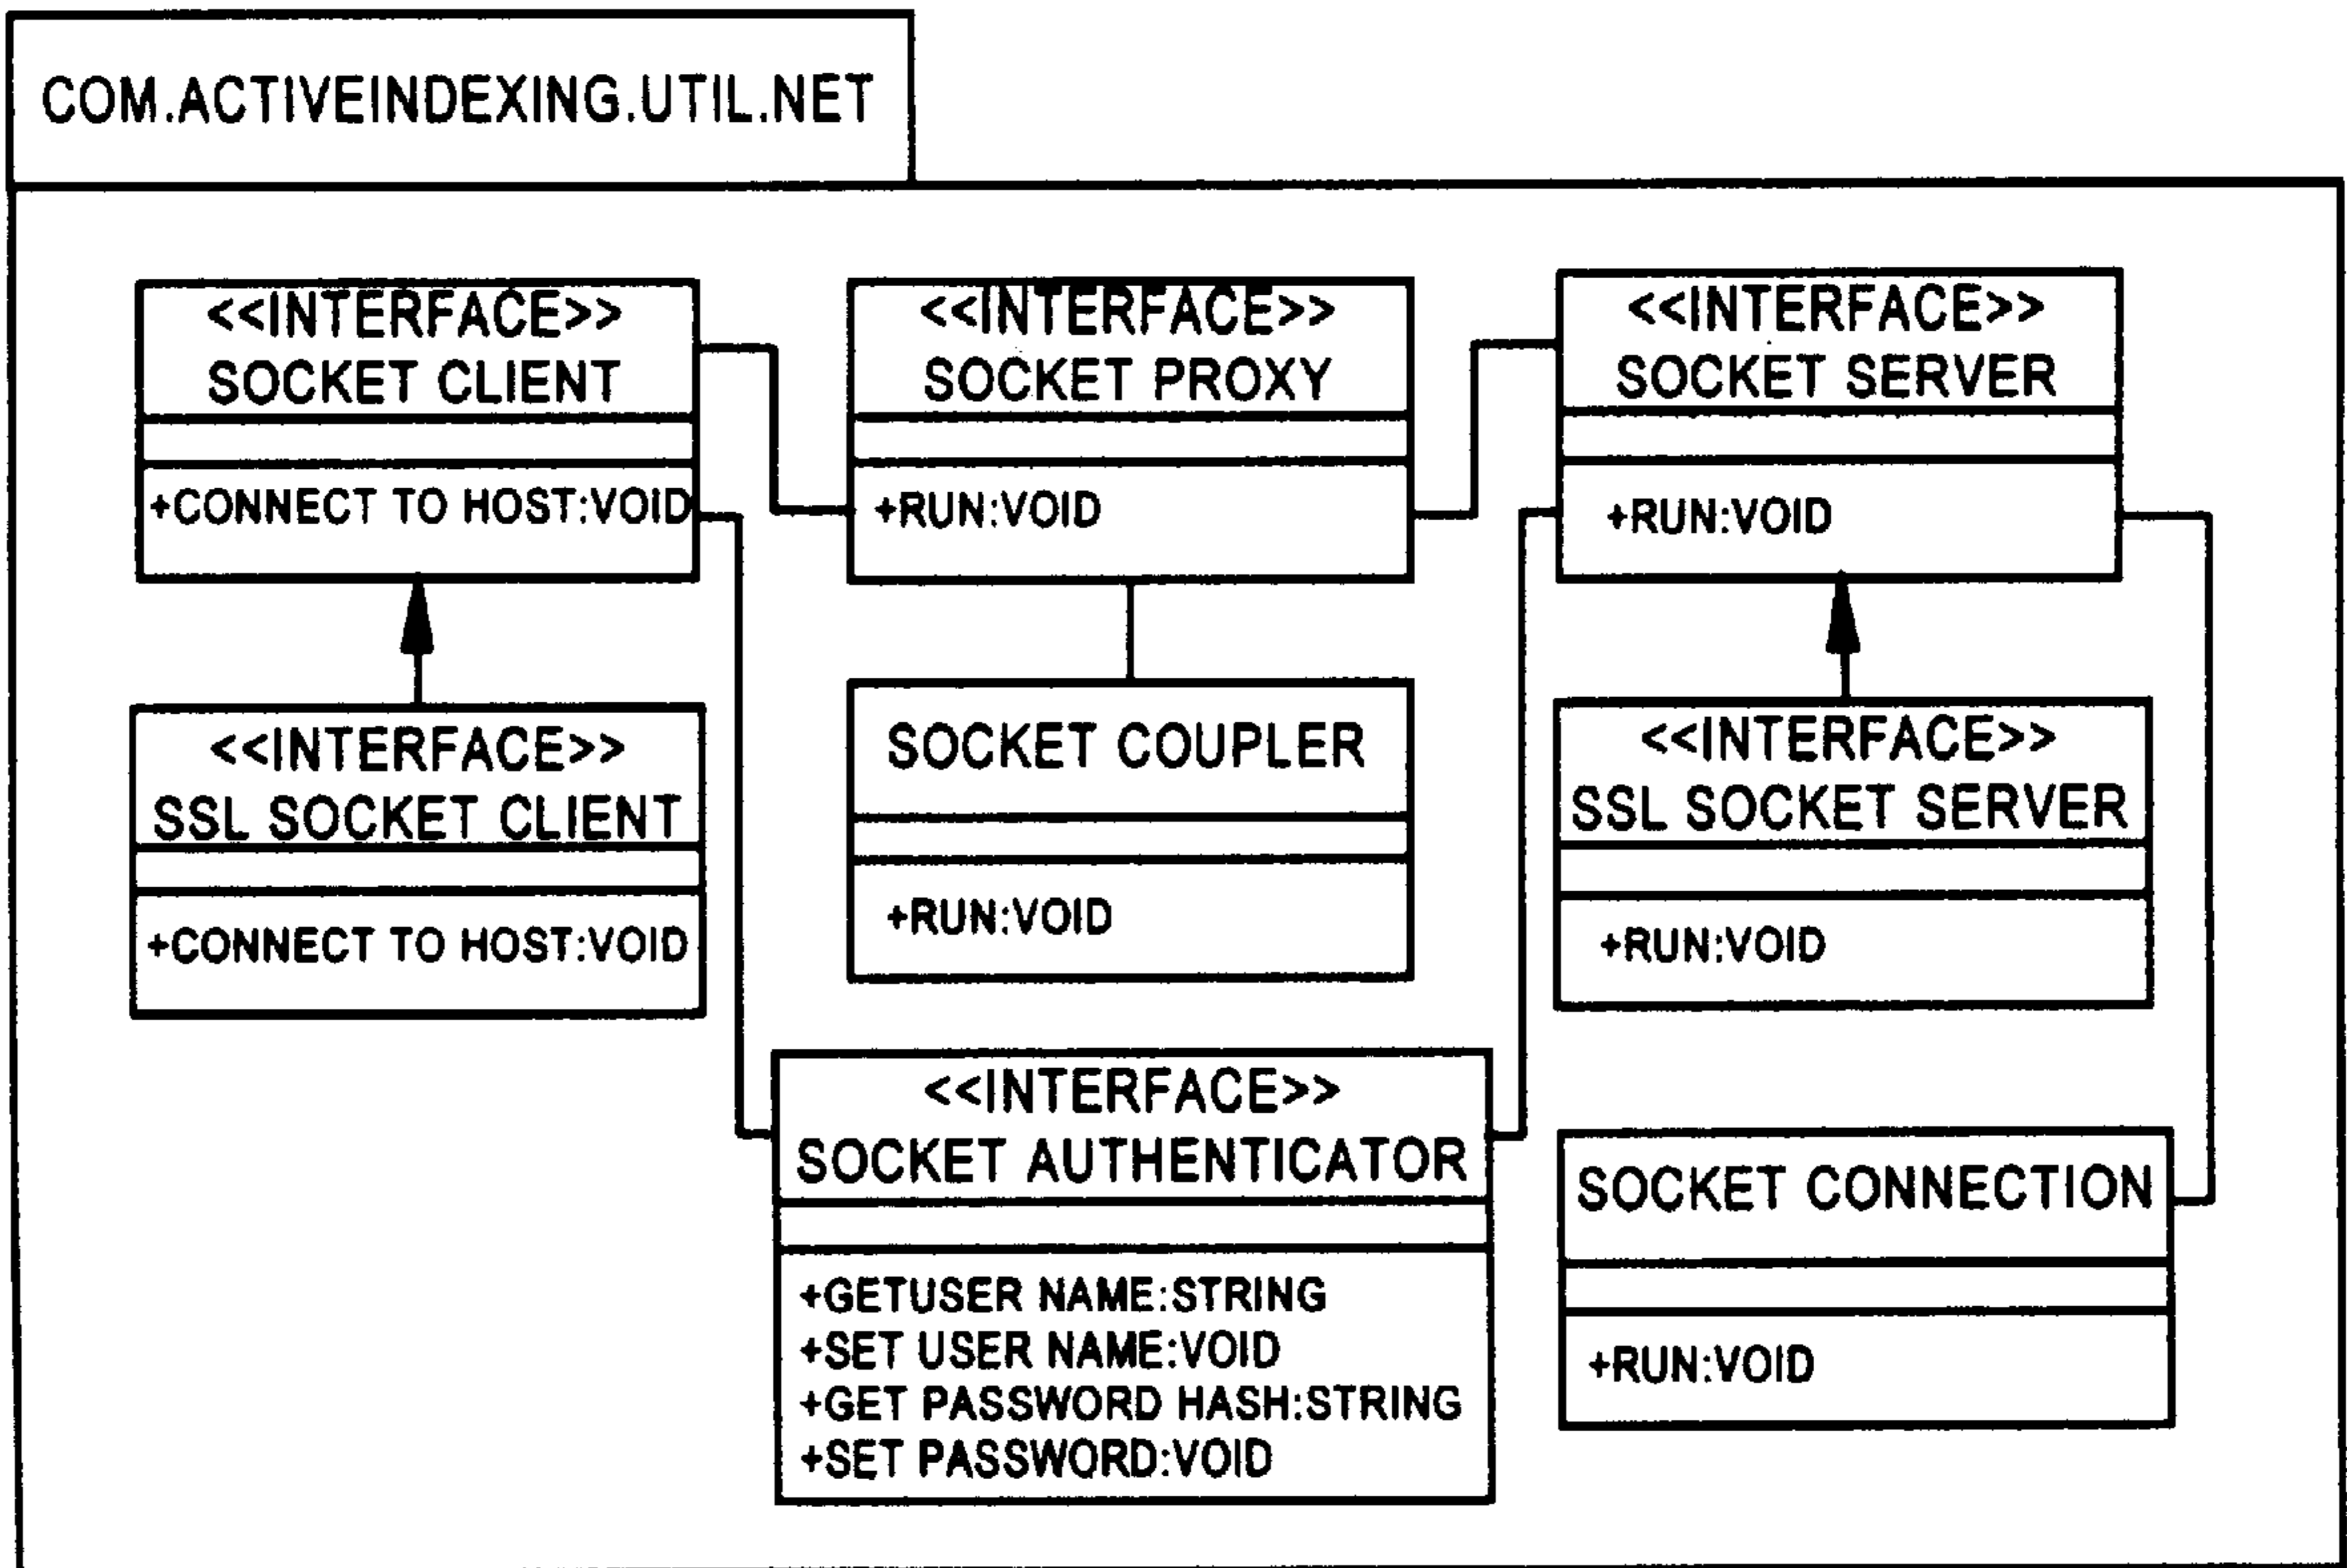 COM.ACTIVEINDEXING.UTIL.NET
<<INTERFACE>>
SOCKET CLIENT
+CONNECT TO HOST:VOID
<<INTERFACE>>
SOCKET PROXY
+RUN:VOID
<<INTERFACE>>
SOCKET SERVER
+RUN:VOID
<<INTERFACE>>
SSL SOCKET CLIENT
+CONNECT TO HOST:VOID
SOCKET COUPLER
+RUN:VOID
<<INTERFACE>>
SSL SOCKET SERVER
+RUN:VOID
<<INTERFACE>>
SOCKET AUTHENTICATOR
+GETUSER NAME:STRING
+SET USER NAME:VOID
+GET PASSWORD HASH:STRING
+SET PASSWORD:VOID
SOCKET CONNECTION
+RUN:VOID